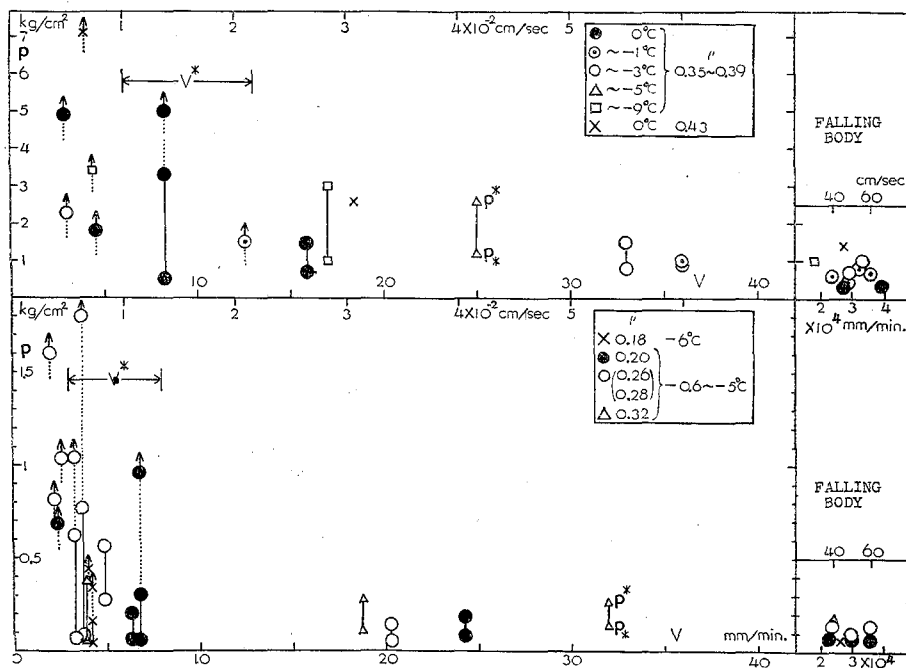 kg/cm² 1 2 3 4×10⁻² cm/sec 5 6
7
p
6
5
4
3
2
1
V*
● 0°C
⊙ ~-1°C
○ ~-3°C
△ ~-5°C
□ ~-9°C
× 0°C 0.43
〃
0.35~0.39
FALLING
BODY
cm/sec
40 60
p*
p*
10 20 30 V 40
2 3 4
×10⁴ mm/min.
kg/cm² 1 2 3 4×10⁻² cm/sec 5 6
p
1.5
1
0.5
V*
〃
× 0.18 -6°C
● 0.20
○ (0.26
0.28)
△ 0.32
-0.6~-5°C
FALLING
BODY
40 60
p*
p*
0 10 20 30 V mm/min. 40
2 3 ×10⁴